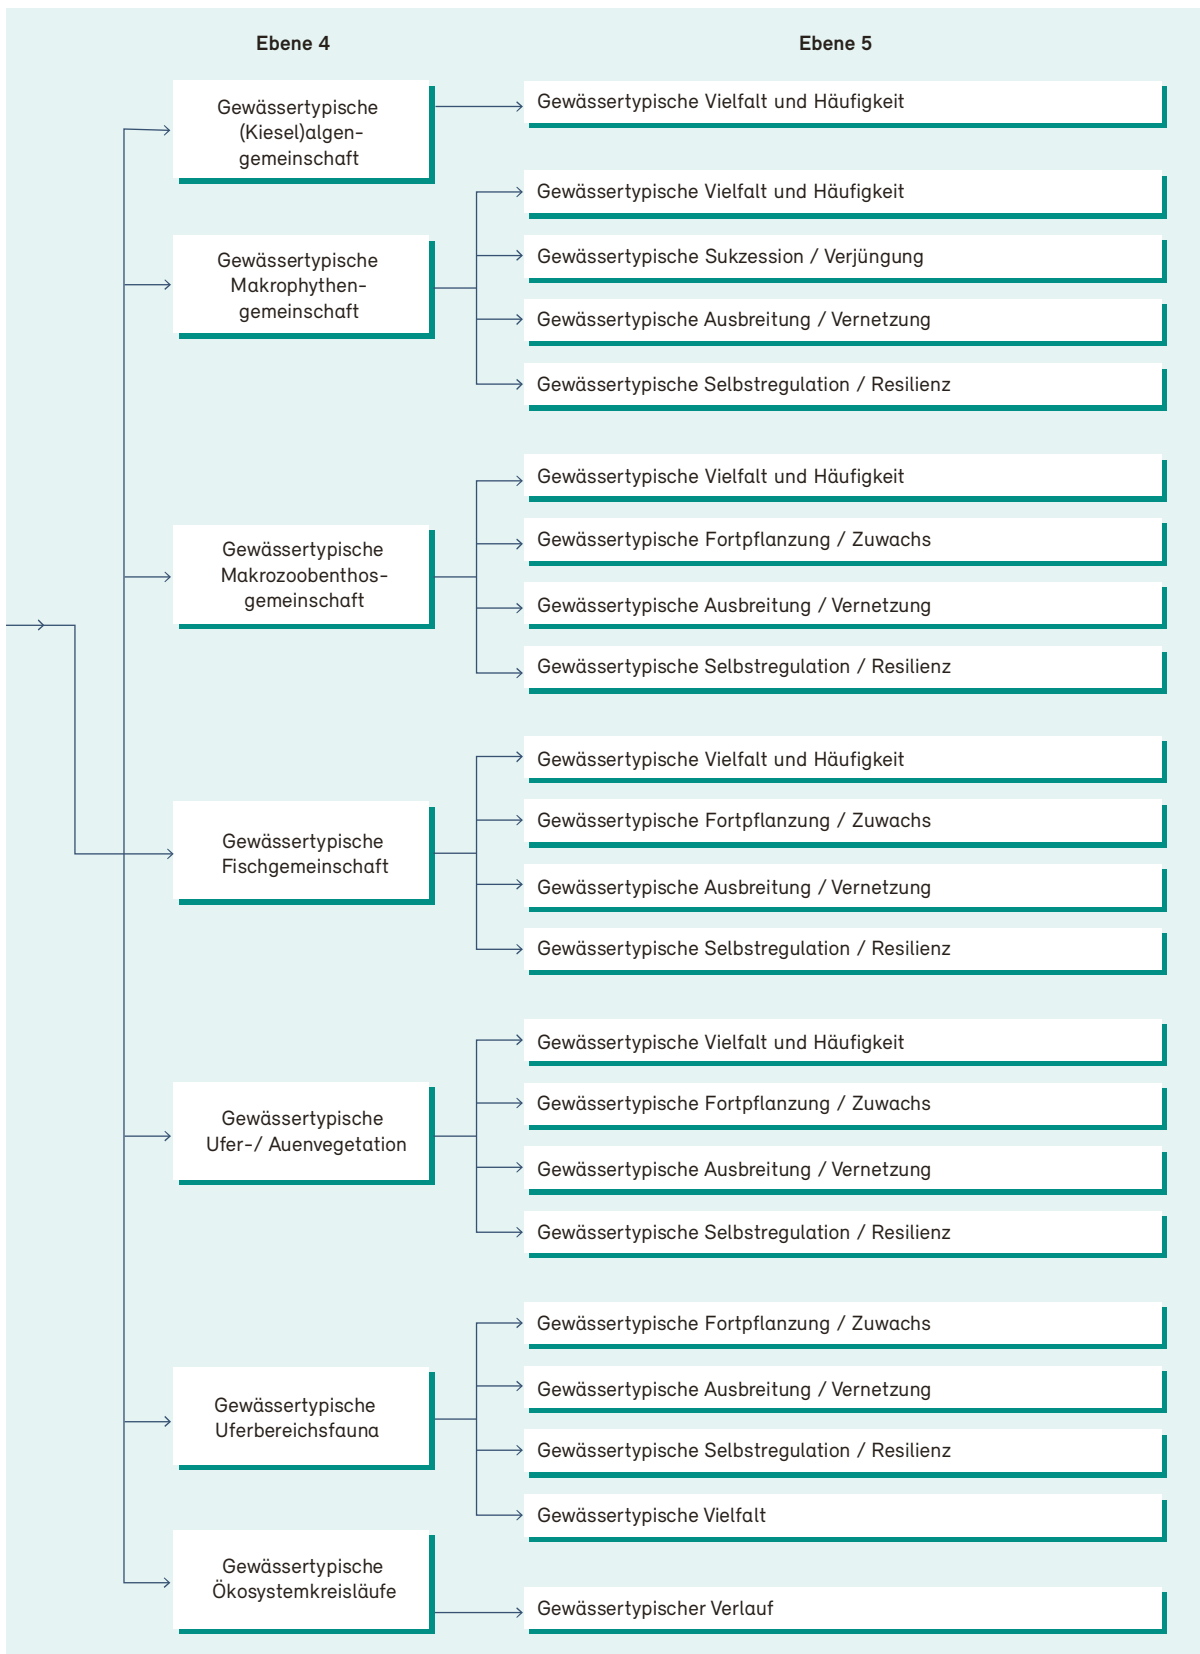 Ebene 4
Ebene 5
Gewässertypische
(Kiesel)algen-
gemeinschaft
Gewässertypische Vielfalt und Häufigkeit
Gewässertypische
Makrophythen-
gemeinschaft
Gewässertypische Vielfalt und Häufigkeit
Gewässertypische Sukzession / Verjüngung
Gewässertypische Ausbreitung / Vernetzung
Gewässertypische Selbstregulation / Resilienz
Gewässertypische
Makrozoobenthos-
gemeinschaft
Gewässertypische Vielfalt und Häufigkeit
Gewässertypische Fortpflanzung / Zuwachs
Gewässertypische Ausbreitung / Vernetzung
Gewässertypische Selbstregulation / Resilienz
Gewässertypische
Fischgemeinschaft
Gewässertypische Vielfalt und Häufigkeit
Gewässertypische Fortpflanzung / Zuwachs
Gewässertypische Ausbreitung / Vernetzung
Gewässertypische Selbstregulation / Resilienz
Gewässertypische
Ufer-/ Auenvegetation
Gewässertypische Vielfalt und Häufigkeit
Gewässertypische Fortpflanzung / Zuwachs
Gewässertypische Ausbreitung / Vernetzung
Gewässertypische Selbstregulation / Resilienz
Gewässertypische
Uferbereichsfauna
Gewässertypische Fortpflanzung / Zuwachs
Gewässertypische Ausbreitung / Vernetzung
Gewässertypische Selbstregulation / Resilienz
Gewässertypische Vielfalt
Gewässertypische
Ökosystemkreisläufe
Gewässertypischer Verlauf